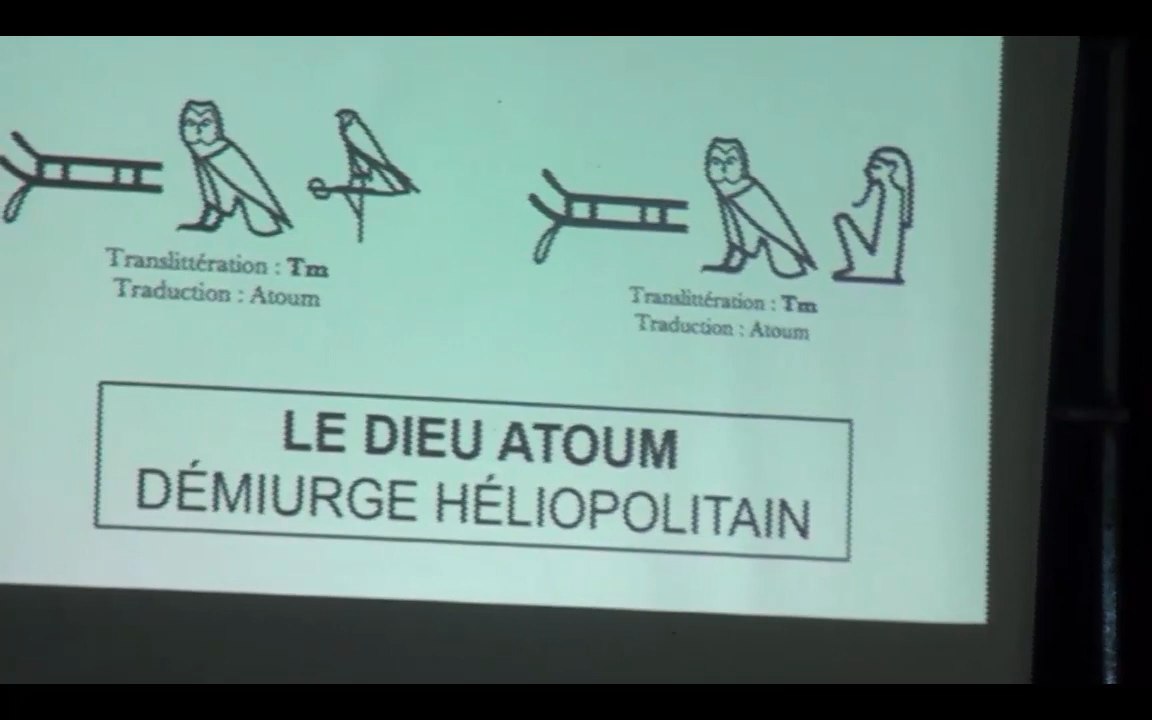 Translittération : Tm
Traduction : Atoum
Translittération : Tm
Traduction : Atoum
LE DIEU ATOUM
DÉMIURGE HÉLIOPOLITAIN